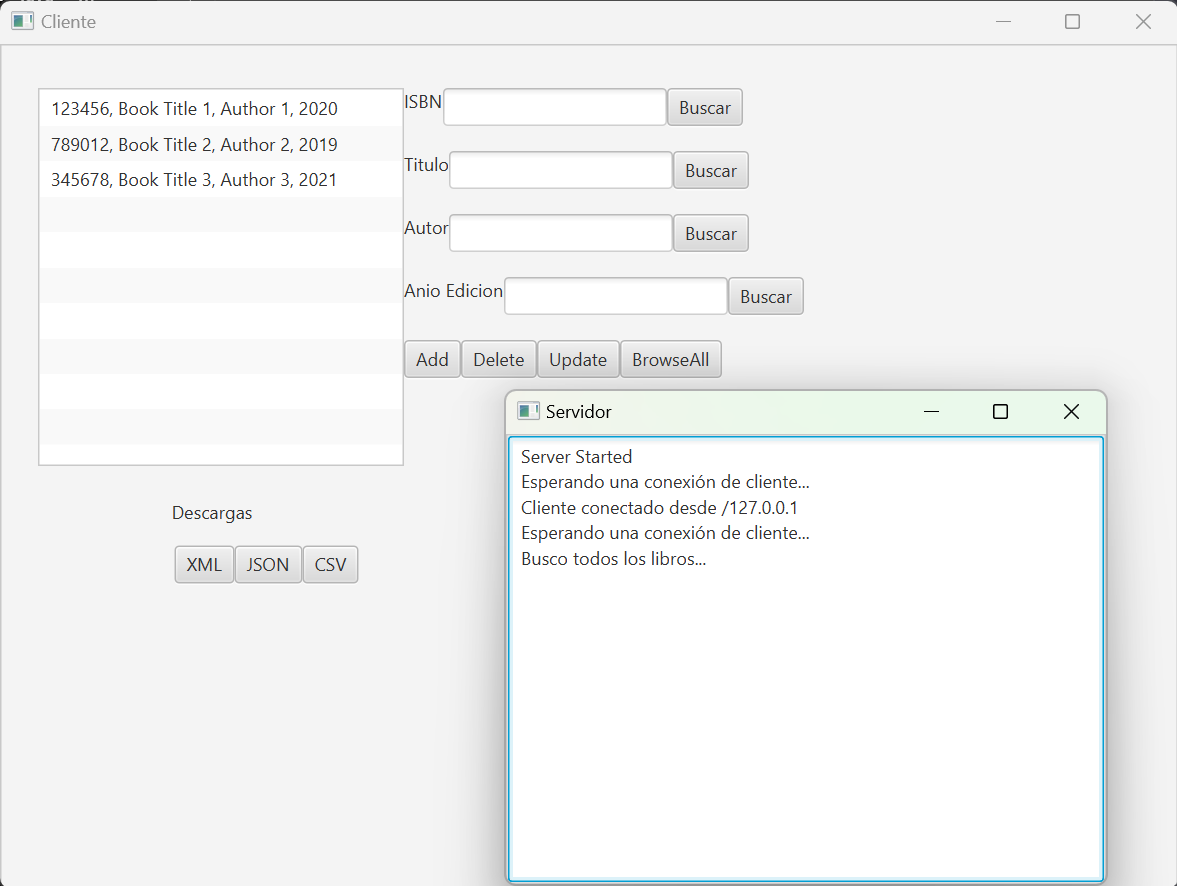 Cliente
123456, Book Title 1, Author 1, 2020
789012, Book Title 2, Author 2, 2019
345678, Book Title 3, Author 3, 2021
ISBN Buscar
Titulo Buscar
Autor Buscar
Anio Edicion Buscar
Add Delete Update BrowseAll
Descargas
XML JSON CSV
Servidor
Server Started
Esperando una conexión de cliente...
Cliente conectado desde /127.0.0.1
Esperando una conexión de cliente...
Busco todos los libros...